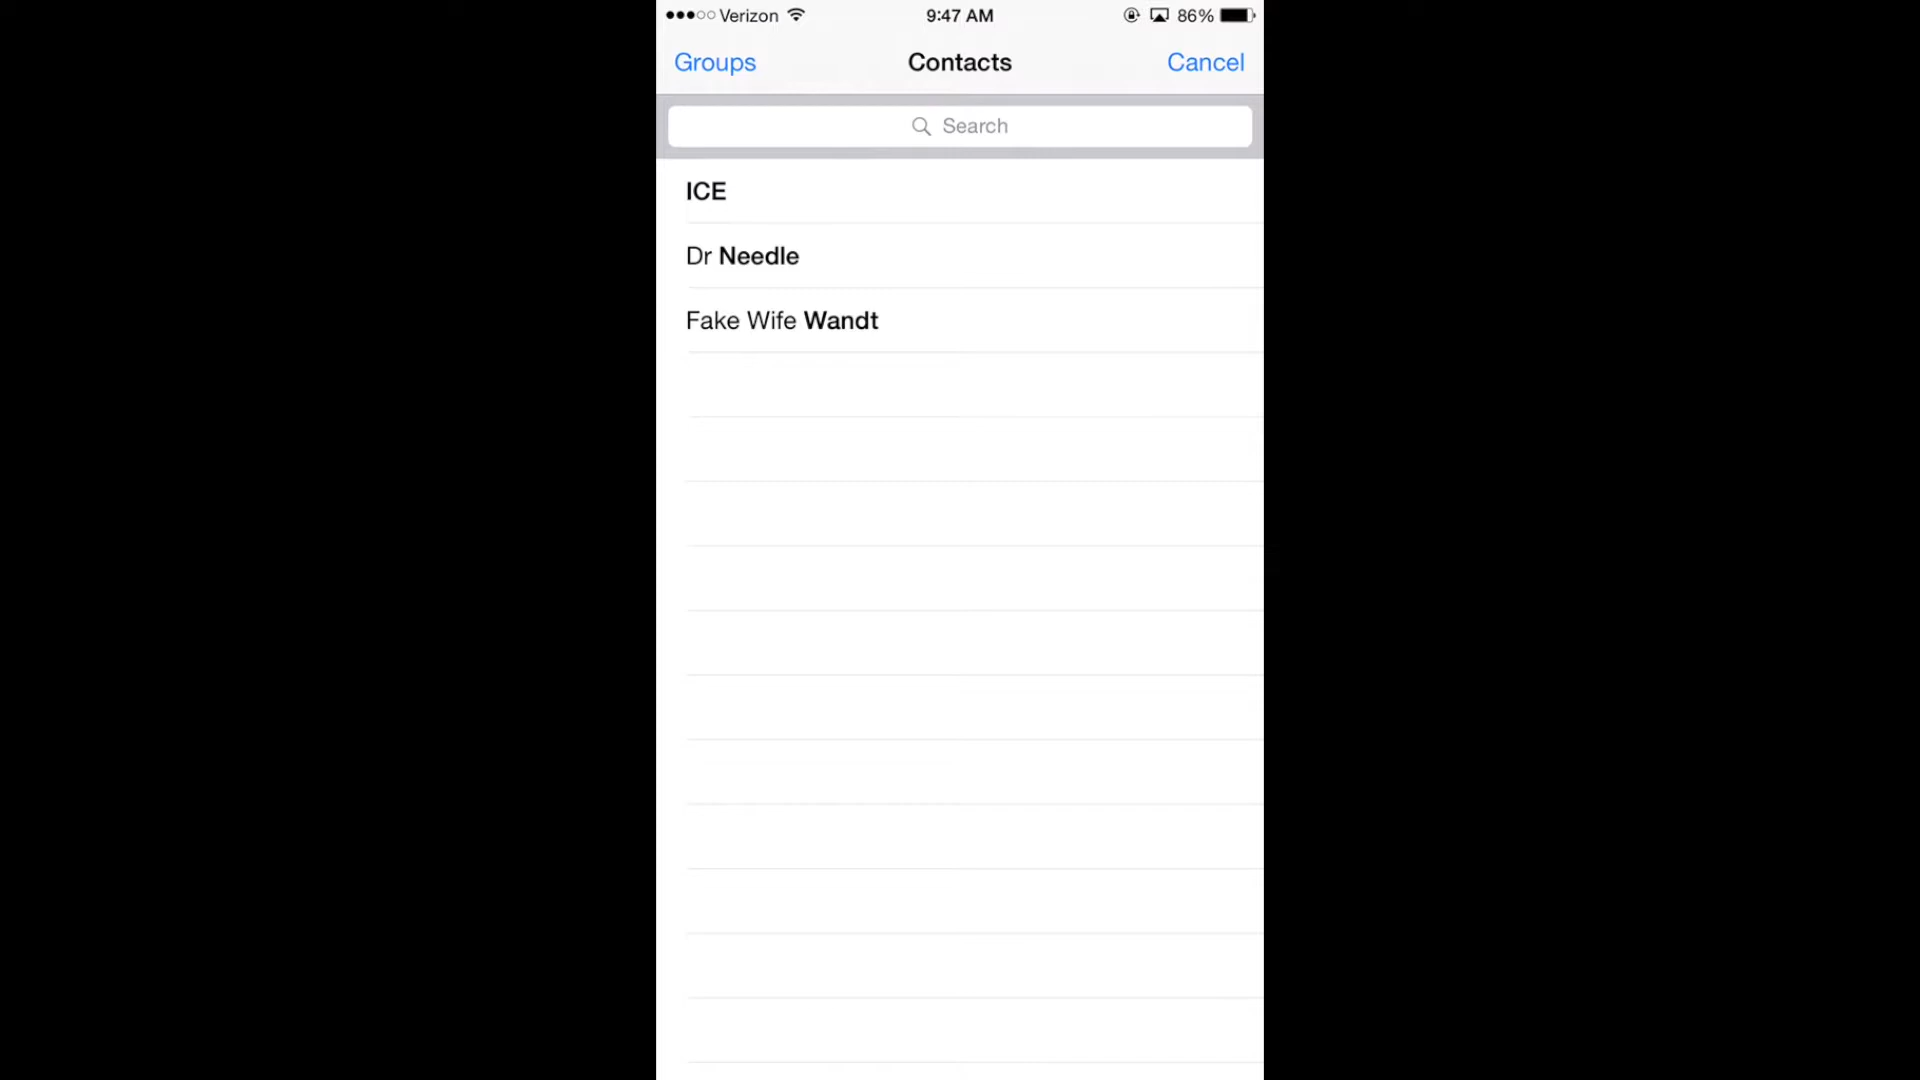 Verizon 9:47 AM 86%
Groups Contacts Cancel
Search
ICE
Dr Needle
Fake Wife Wandt